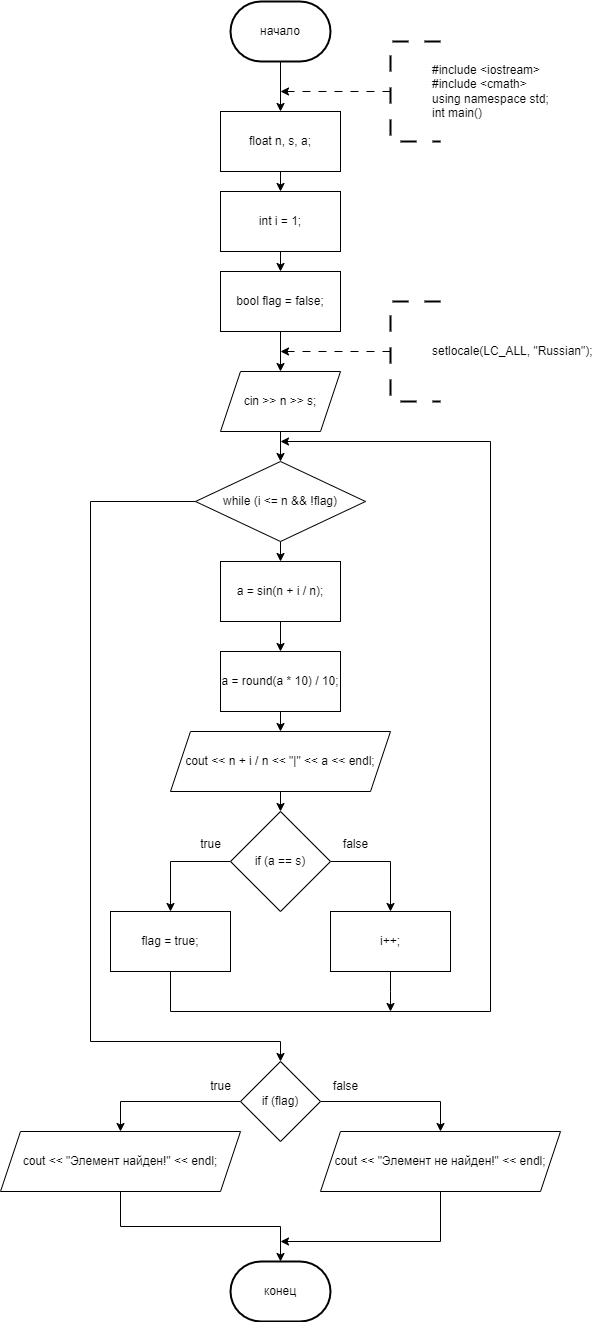 начало
#include <iostream>
#include <cmath>
using namespace std;
int main()
float n, s, a;
int i = 1;
bool flag = false;
setlocale(LC_ALL, "Russian");
cin >> n >> s;
while (i <= n && !flag)
a = sin(n + i / n);
a = round(a * 10) / 10;
cout << n + i / n << "|" << a << endl;
true
false
if (a == s)
flag = true;
i++;
true
false
if (flag)
cout << "Элемент найден!" << endl;
cout << "Элемент не найден!" << endl;
конец